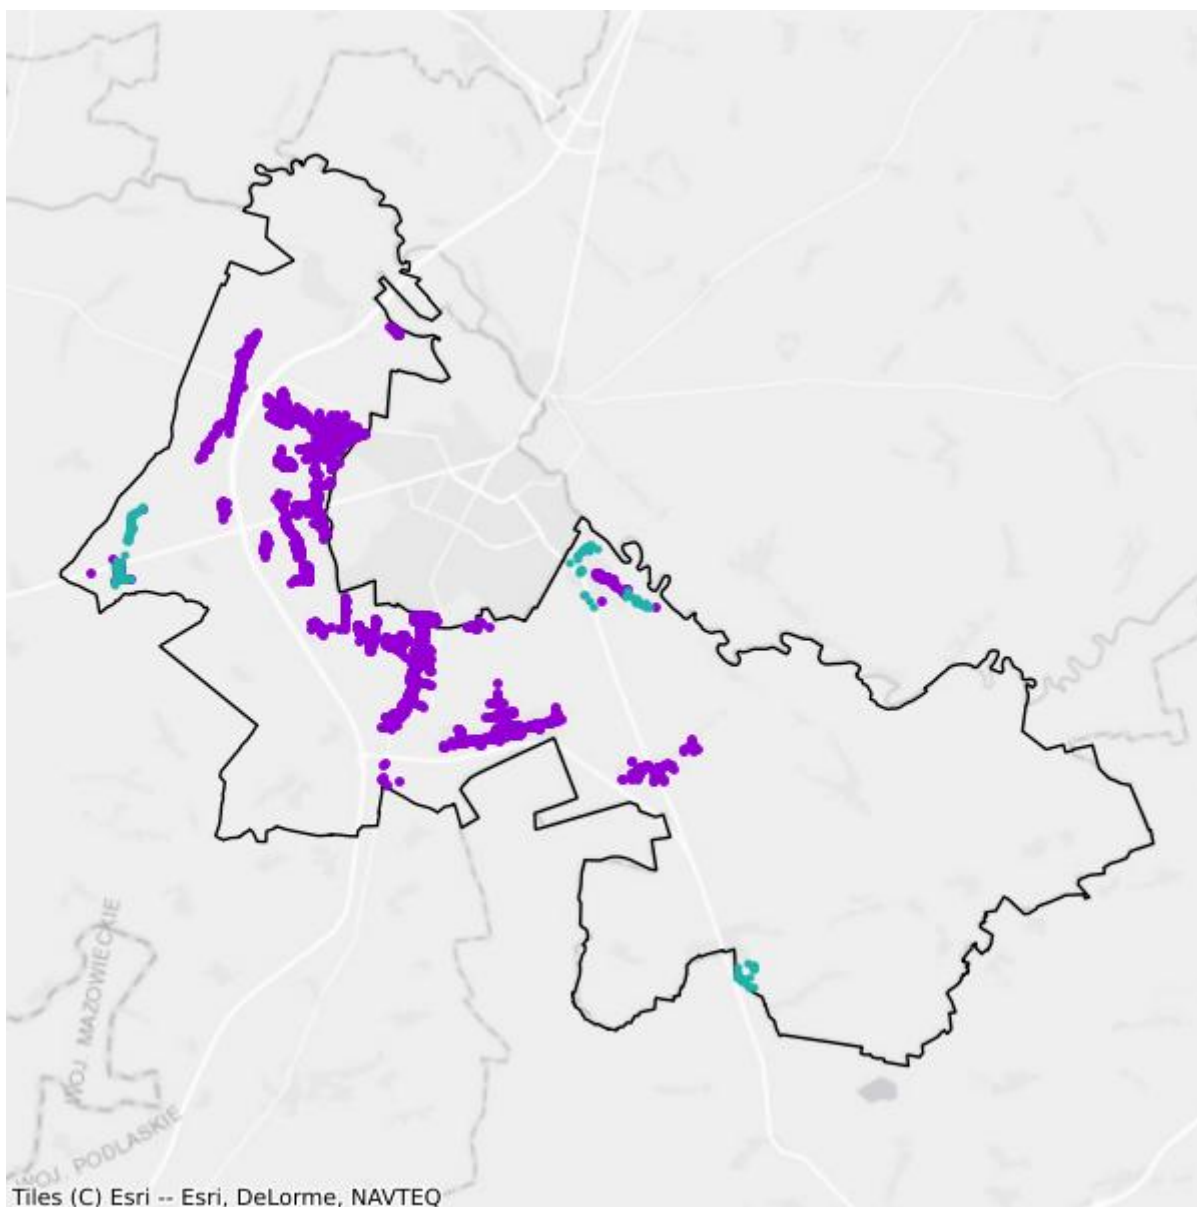 WOJ. MAZOWIECKIE
WOJ. PODLASKIE
Tiles (C) Esri -- Esri, DeLorme, NAVTEQ